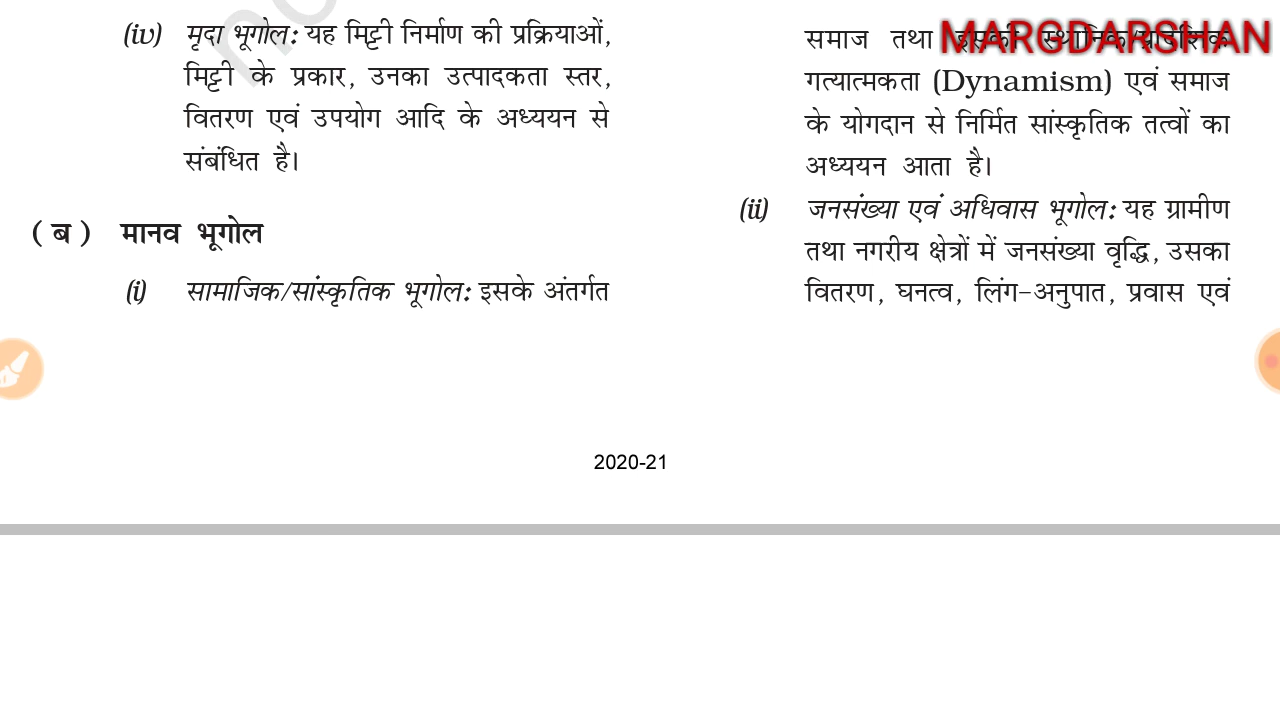 (iv) मृदा भूगोल: यह मिट्टी निर्माण की प्रक्रियाओं,
मिट्टी के प्रकार, उनका उत्पादकता स्तर,
वितरण एवं उपयोग आदि के अध्ययन से
संबंधित है।
( ब ) मानव भूगोल
(i) सामाजिक/सांस्कृतिक भूगोल: इसके अंतर्गत
MARGDARSHAN
समाज तथा इसकी स्थानिक/प्रादेशिक
गत्यात्मकता (Dynamism) एवं समाज
के योगदान से निर्मित सांस्कृतिक तत्वों का
अध्ययन आता है।
(ii) जनसंख्या एवं अधिवास भूगोल: यह ग्रामीण
तथा नगरीय क्षेत्रों में जनसंख्या वृद्धि, उसका
वितरण, घनत्व, लिंग-अनुपात, प्रवास एवं
2020-21